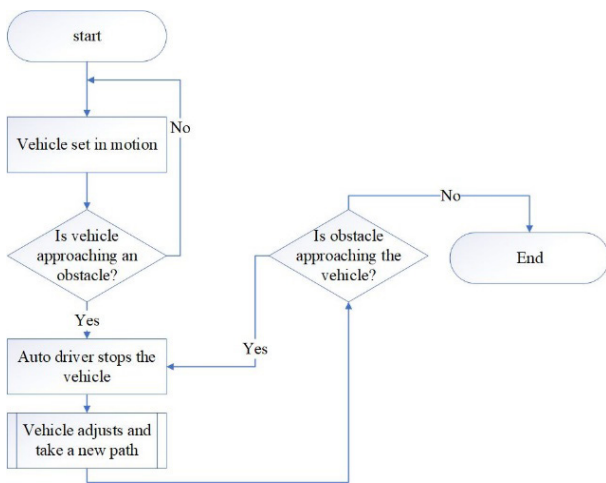 start
No
Vehicle set in motion
Is vehicle
approaching an
obstacle?
Yes
Auto driver stops the
vehicle
Vehicle adjusts and
take a new path
Is obstacle
approaching the
vehicle?
Yes
No
End